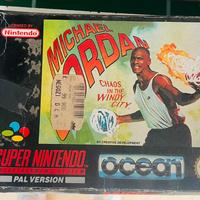 LICENSED BY
Nintendo
MICHAEL
JORDAN
CHAOS
IN THE
WINDY
CITY
SUPER NINTENDO
PAL VERSION
ocean